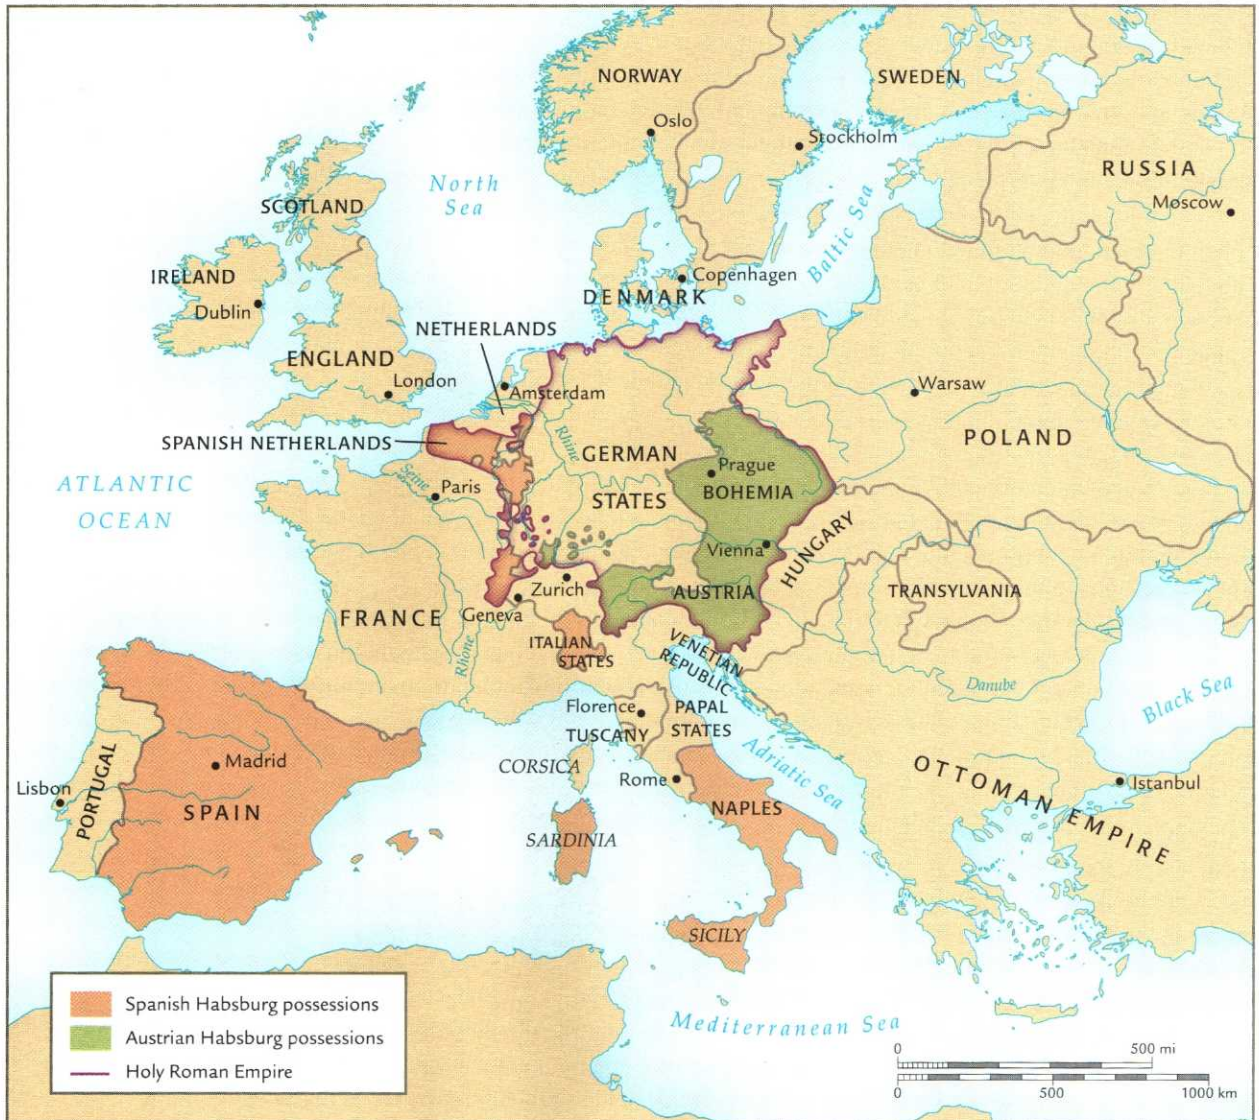 NORWAY
SWEDEN
Oslo
Stockholm
RUSSIA
Moscow
North
Sea
SCOTLAND
Baltic Sea
IRELAND
Dublin
Copenhagen
DENMARK
NETHERLANDS
ENGLAND
London
Amsterdam
Warsaw
SPANISH NETHERLANDS
Rhine
GERMAN
STATES
POLAND
ATLANTIC
OCEAN
Seine
Paris
Prague
BOHEMIA
Vienna
HUNGARY
Zurich
AUSTRIA
TRANSYLVANIA
FRANCE
Geneva
ITALIAN
STATES
Rhone
VENETIAN
REPUBLIC
Danube
Black Sea
Florence
TUSCANY
PAPAL
STATES
CORSICA
Adriatic Sea
Madrid
Rome
Lisbon
PORTUGAL
SPAIN
NAPLES
OTTOMAN EMPIRE
Istanbul
SARDINIA
SICILY
Mediterranean Sea
Spanish Habsburg possessions
Austrian Habsburg possessions
Holy Roman Empire
0 500 mi
0 500 1000 km